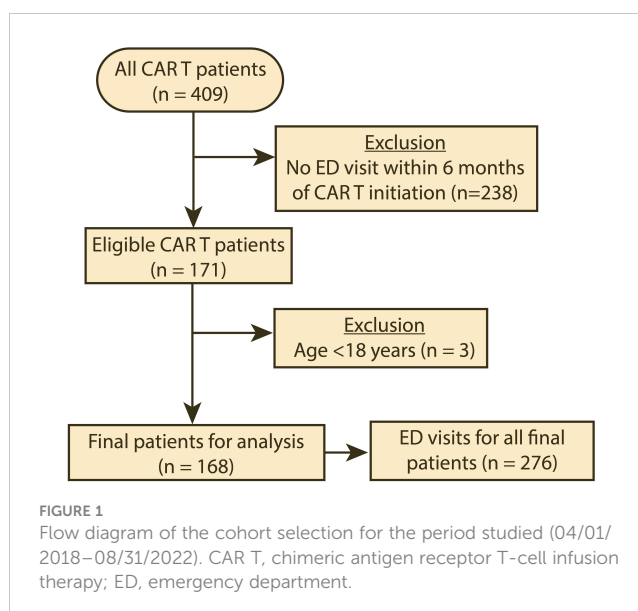 All CAR T patients
(n = 409)
Exclusion
No ED visit within 6 months
of CAR T initiation (n=238)
Eligible CAR T patients
(n = 171)
Exclusion
Age <18 years (n = 3)
Final patients for analysis
(n = 168)
ED visits for all final
patients (n = 276)
FIGURE 1
Flow diagram of the cohort selection for the period studied (04/01/
2018–08/31/2022). CAR T, chimeric antigen receptor T-cell infusion
therapy; ED, emergency department.